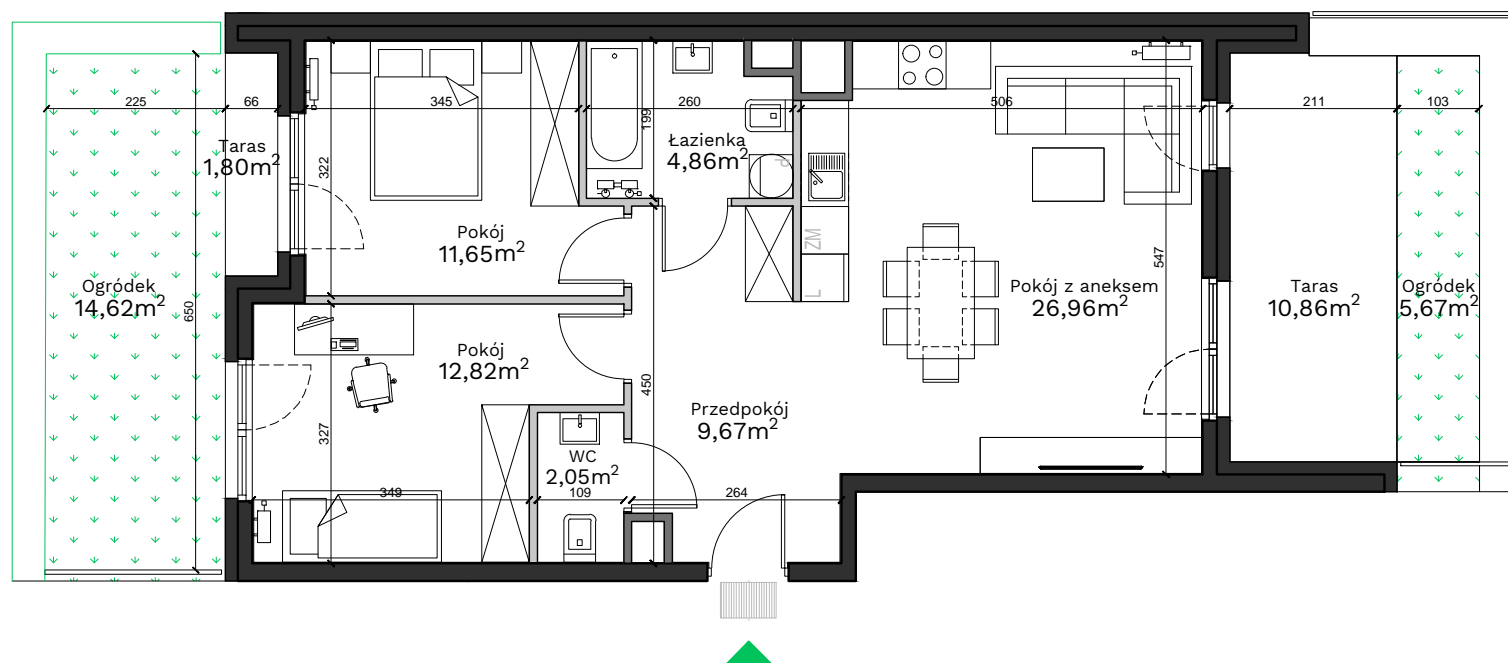 225
66
345
260
506
211
103
199
Taras
1,80m²
322
Łazienka
4,86m²
P
Pokój
11,65m²
ZM
547
Ogródek
14,62m²
650
L
Pokój z aneksem
26,96m²
Taras
10,86m²
Ogródek
5,67m²
Pokój
12,82m²
450
Przedpokój
9,67m²
327
WC
2,05m²
349
109
264